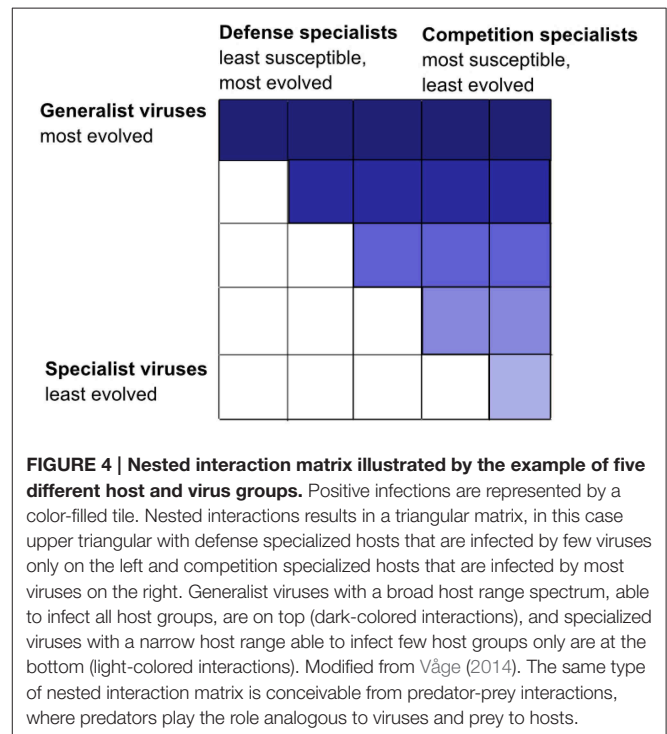 Defense specialists
least susceptible,
most evolved
Competition specialists
most susceptible,
least evolved
Generalist viruses
most evolved
Specialist viruses
least evolved
FIGURE 4 | Nested interaction matrix illustrated by the example of five
different host and virus groups. Positive infections are represented by a
color-filled tile. Nested interactions results in a triangular matrix, in this case
upper triangular with defense specialized hosts that are infected by few viruses
only on the left and competition specialized hosts that are infected by most
viruses on the right. Generalist viruses with a broad host range spectrum, able
to infect all host groups, are on top (dark-colored interactions), and specialized
viruses with a narrow host range able to infect few host groups only are at the
bottom (light-colored interactions). Modified from Våge (2014). The same type
of nested interaction matrix is conceivable from predator-prey interactions,
where predators play the role analogous to viruses and prey to hosts.